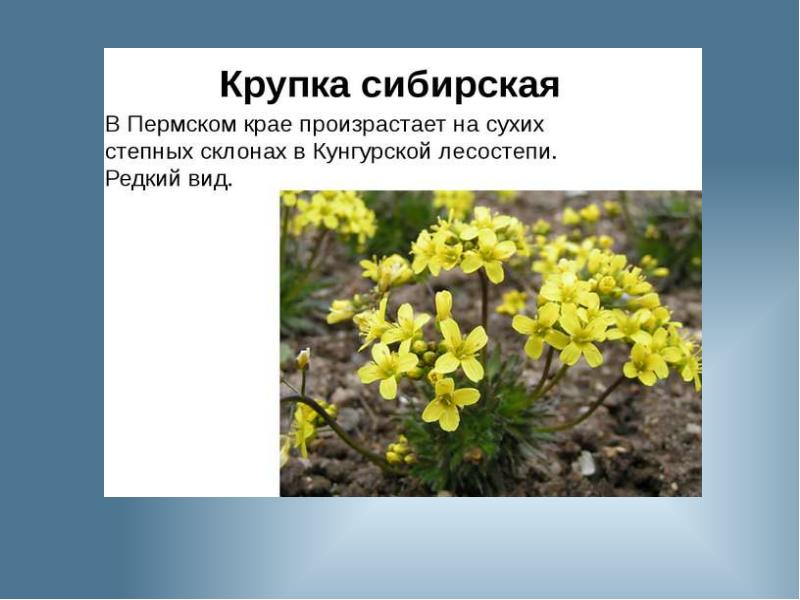 Крупка сибирская
В Пермском крае произрастает на сухих
степных склонах в Кунгурской лесостепи.
Редкий вид.